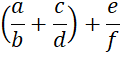 (a/b + c/d) + e/f